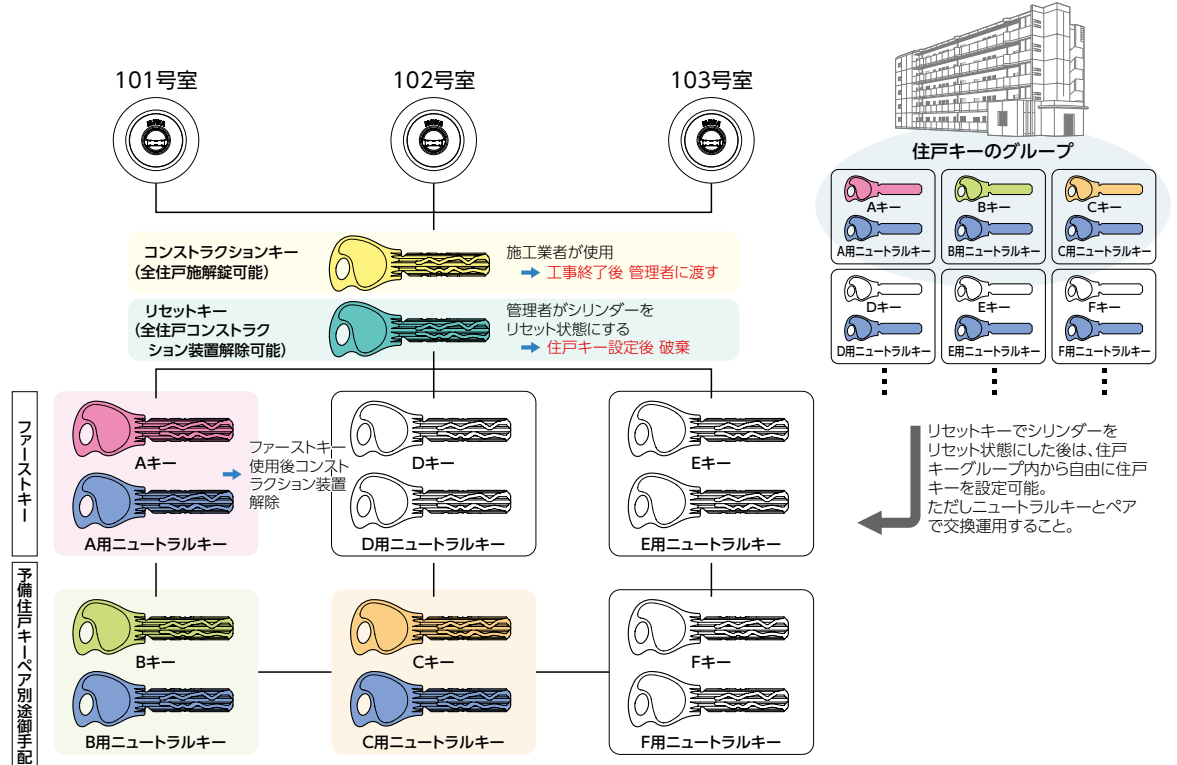 101号室
102号室
103号室
コンストラクションキー
(全住戸施解錠可能)
施工業者が使用
工事終了後 管理者に渡す
リセットキー
(全住戸コンストラク
ション装置解除可能)
管理者がシリンダーを
リセット状態にする
住戸キー設定後 破棄
ファーストキー
Aキー
A用ニュートラルキー
ファーストキー
使用後コンスト
ラクション装置
解除
Dキー
D用ニュートラルキー
Eキー
E用ニュートラルキー
予備住戸キーペア別途御手配
Bキー
B用ニュートラルキー
Cキー
C用ニュートラルキー
Fキー
F用ニュートラルキー
住戸キーのグループ
Aキー
A用ニュートラルキー
Bキー
B用ニュートラルキー
Cキー
C用ニュートラルキー
Dキー
D用ニュートラルキー
Eキー
E用ニュートラルキー
Fキー
F用ニュートラルキー
リセットキーでシリンダーを
リセット状態にした後は、住戸
キーグループ内から自由に住戸
キーを設定可能。
ただしニュートラルキーとペア
で交換運用すること。